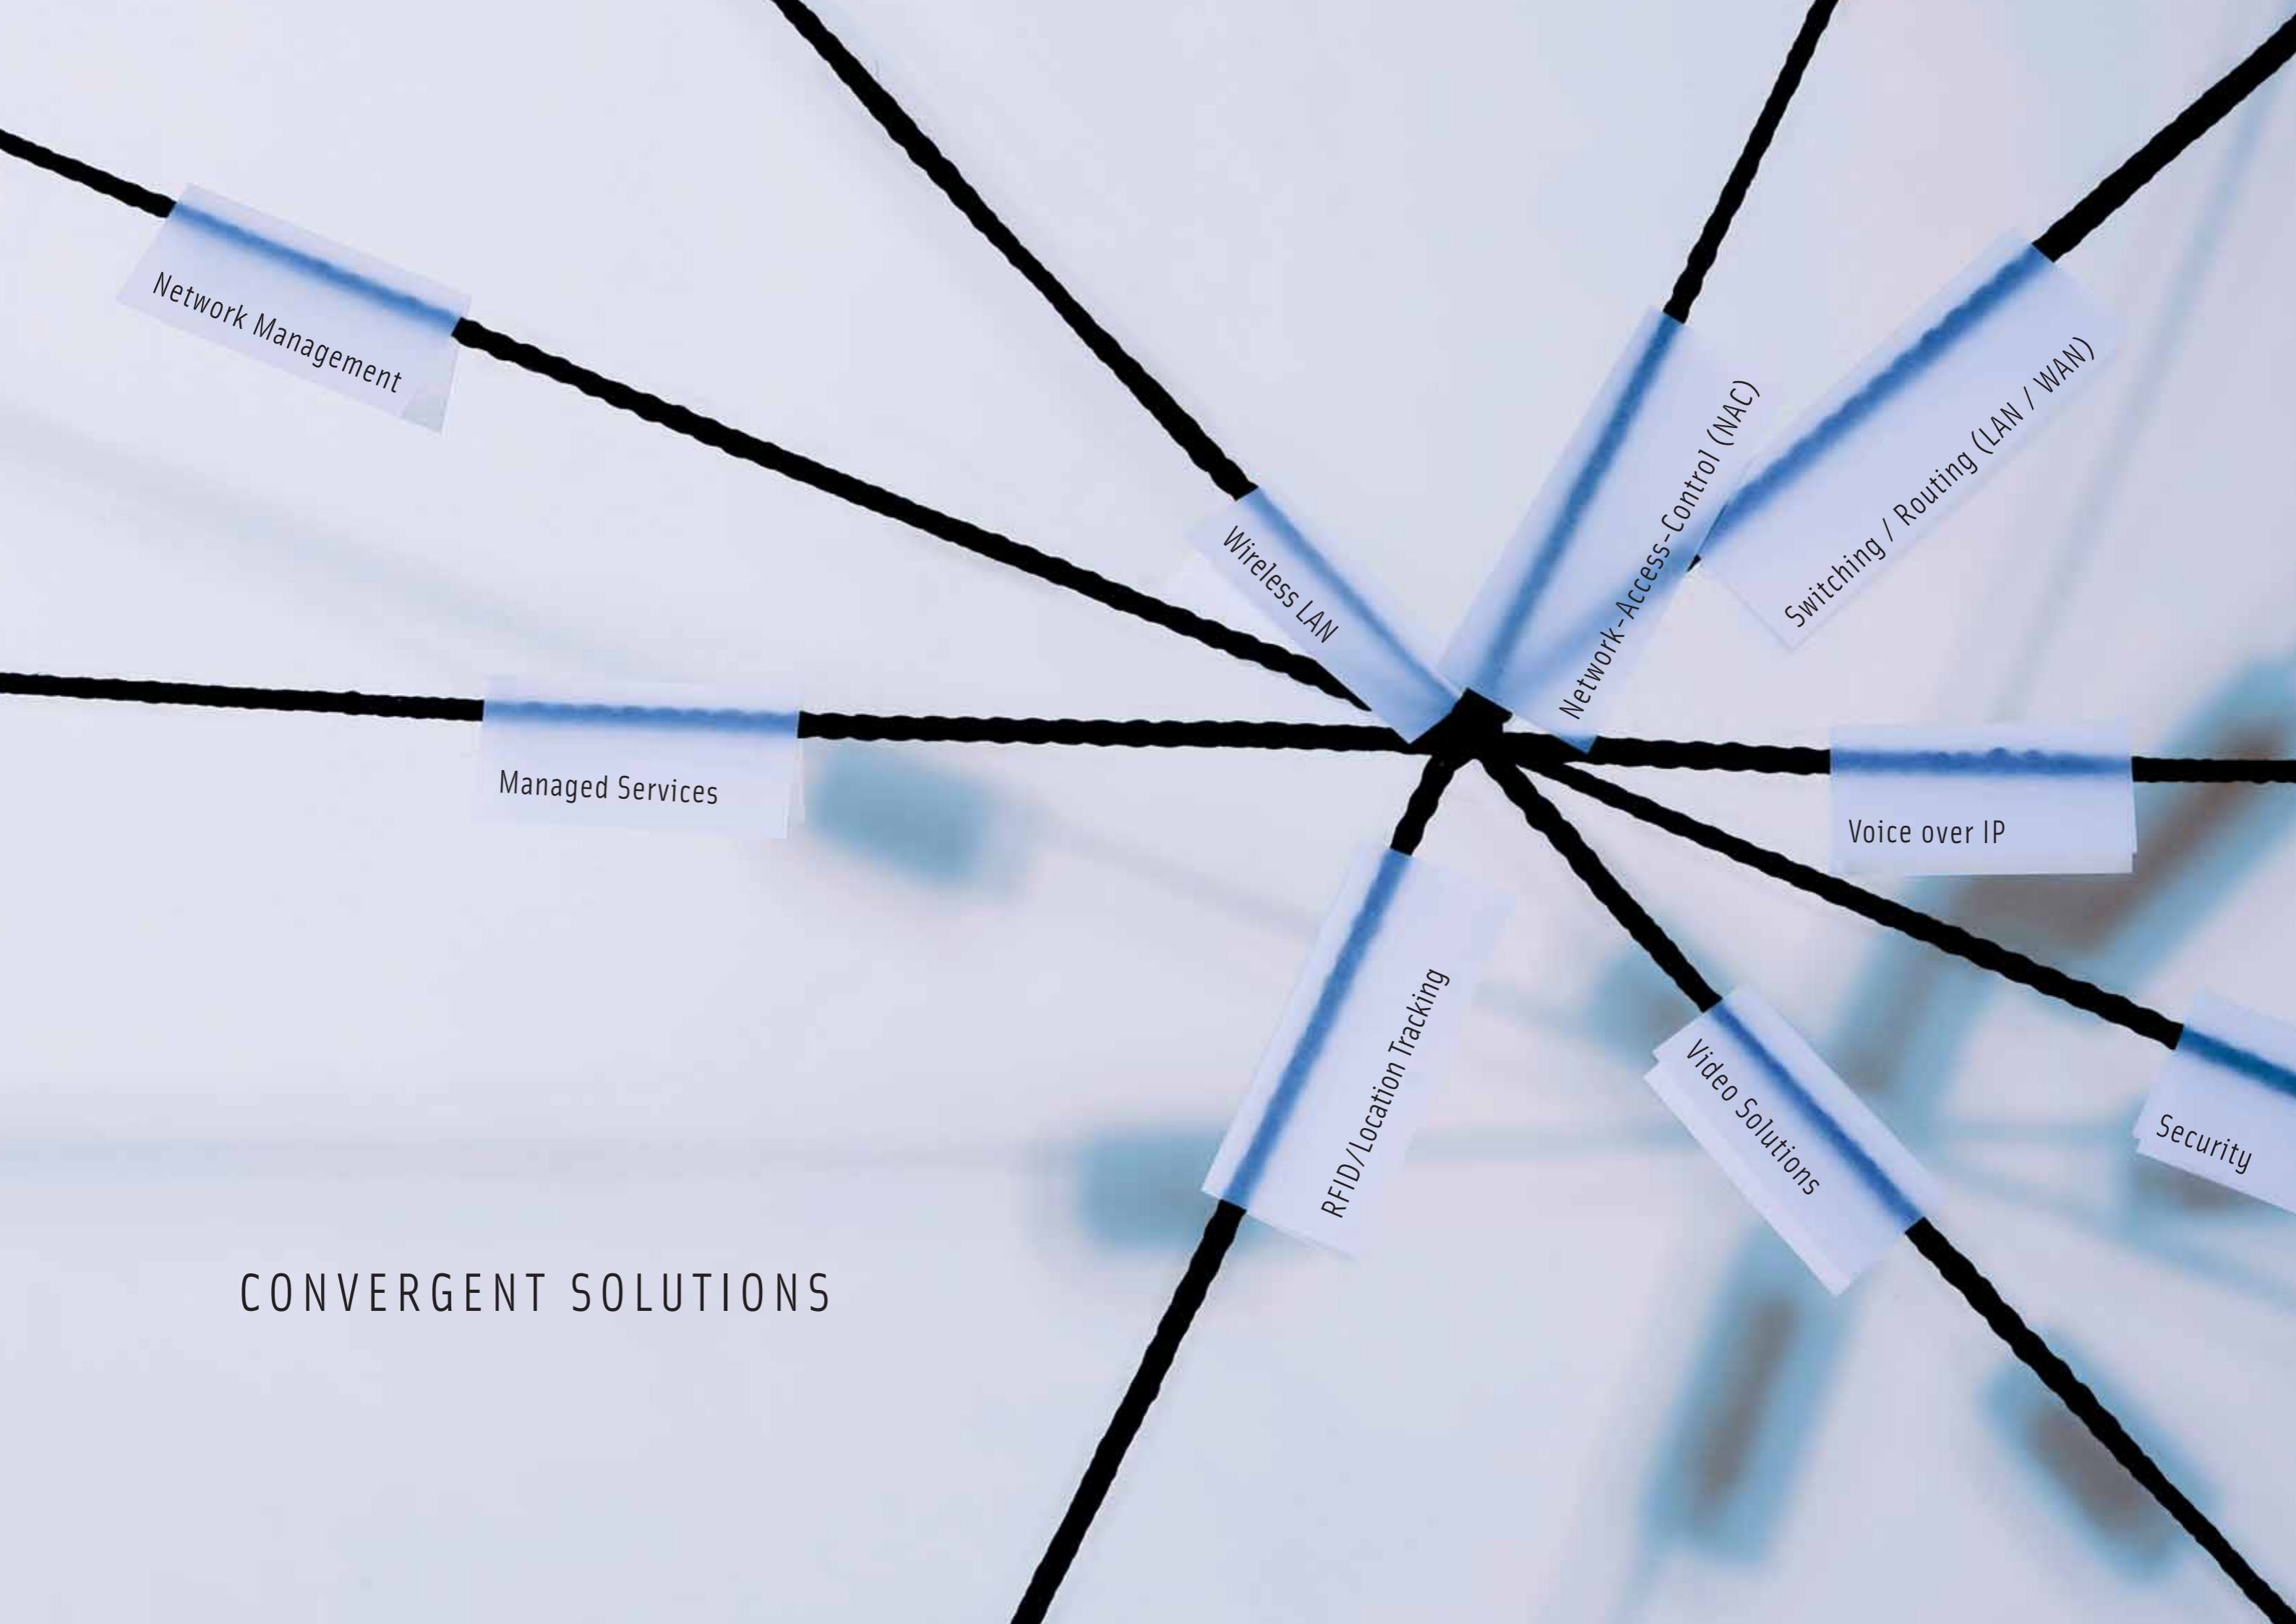 Network Management
Wireless LAN
Network-Access-Control (NAC)
Switching / Routing (LAN / WAN)
Managed Services
Voice over IP
RFID/Location Tracking
Video Solutions
Security
CONVERGENT SOLUTIONS